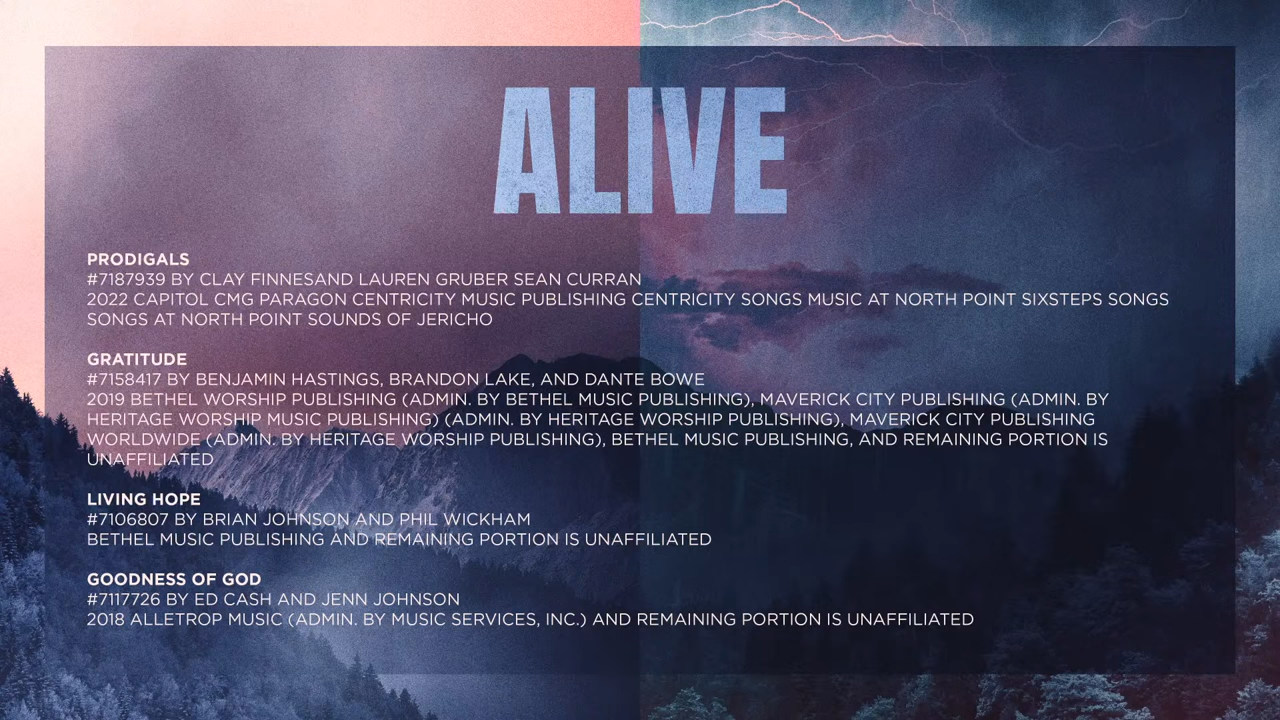 ALIVE
PRODIGALS
#7187939 BY CLAY FINNESAND LAUREN GRUBER SEAN CURRAN
2022 CAPITOL CMG PARAGON CENTRICITY MUSIC PUBLISHING CENTRICITY SONGS MUSIC AT NORTH POINT SIXSTEPS SONGS
SONGS AT NORTH POINT SOUNDS OF JERICHO
GRATITUDE
#7158417 BY BENJAMIN HASTINGS, BRANDON LAKE, AND DANTE BOWE
2019 BETHEL WORSHIP PUBLISHING (ADMIN. BY BETHEL MUSIC PUBLISHING), MAVERICK CITY PUBLISHING (ADMIN. BY
HERITAGE WORSHIP MUSIC PUBLISHING) (ADMIN. BY HERITAGE WORSHIP PUBLISHING), MAVERICK CITY PUBLISHING
WORLDWIDE (ADMIN. BY HERITAGE WORSHIP PUBLISHING), BETHEL MUSIC PUBLISHING, AND REMAINING PORTION IS
UNAFFILIATED
LIVING HOPE
#7106807 BY BRIAN JOHNSON AND PHIL WICKHAM
BETHEL MUSIC PUBLISHING AND REMAINING PORTION IS UNAFFILIATED
GOODNESS OF GOD
#7117726 BY ED CASH AND JENN JOHNSON
2018 ALLETROP MUSIC (ADMIN. BY MUSIC SERVICES, INC.) AND REMAINING PORTION IS UNAFFILIATED